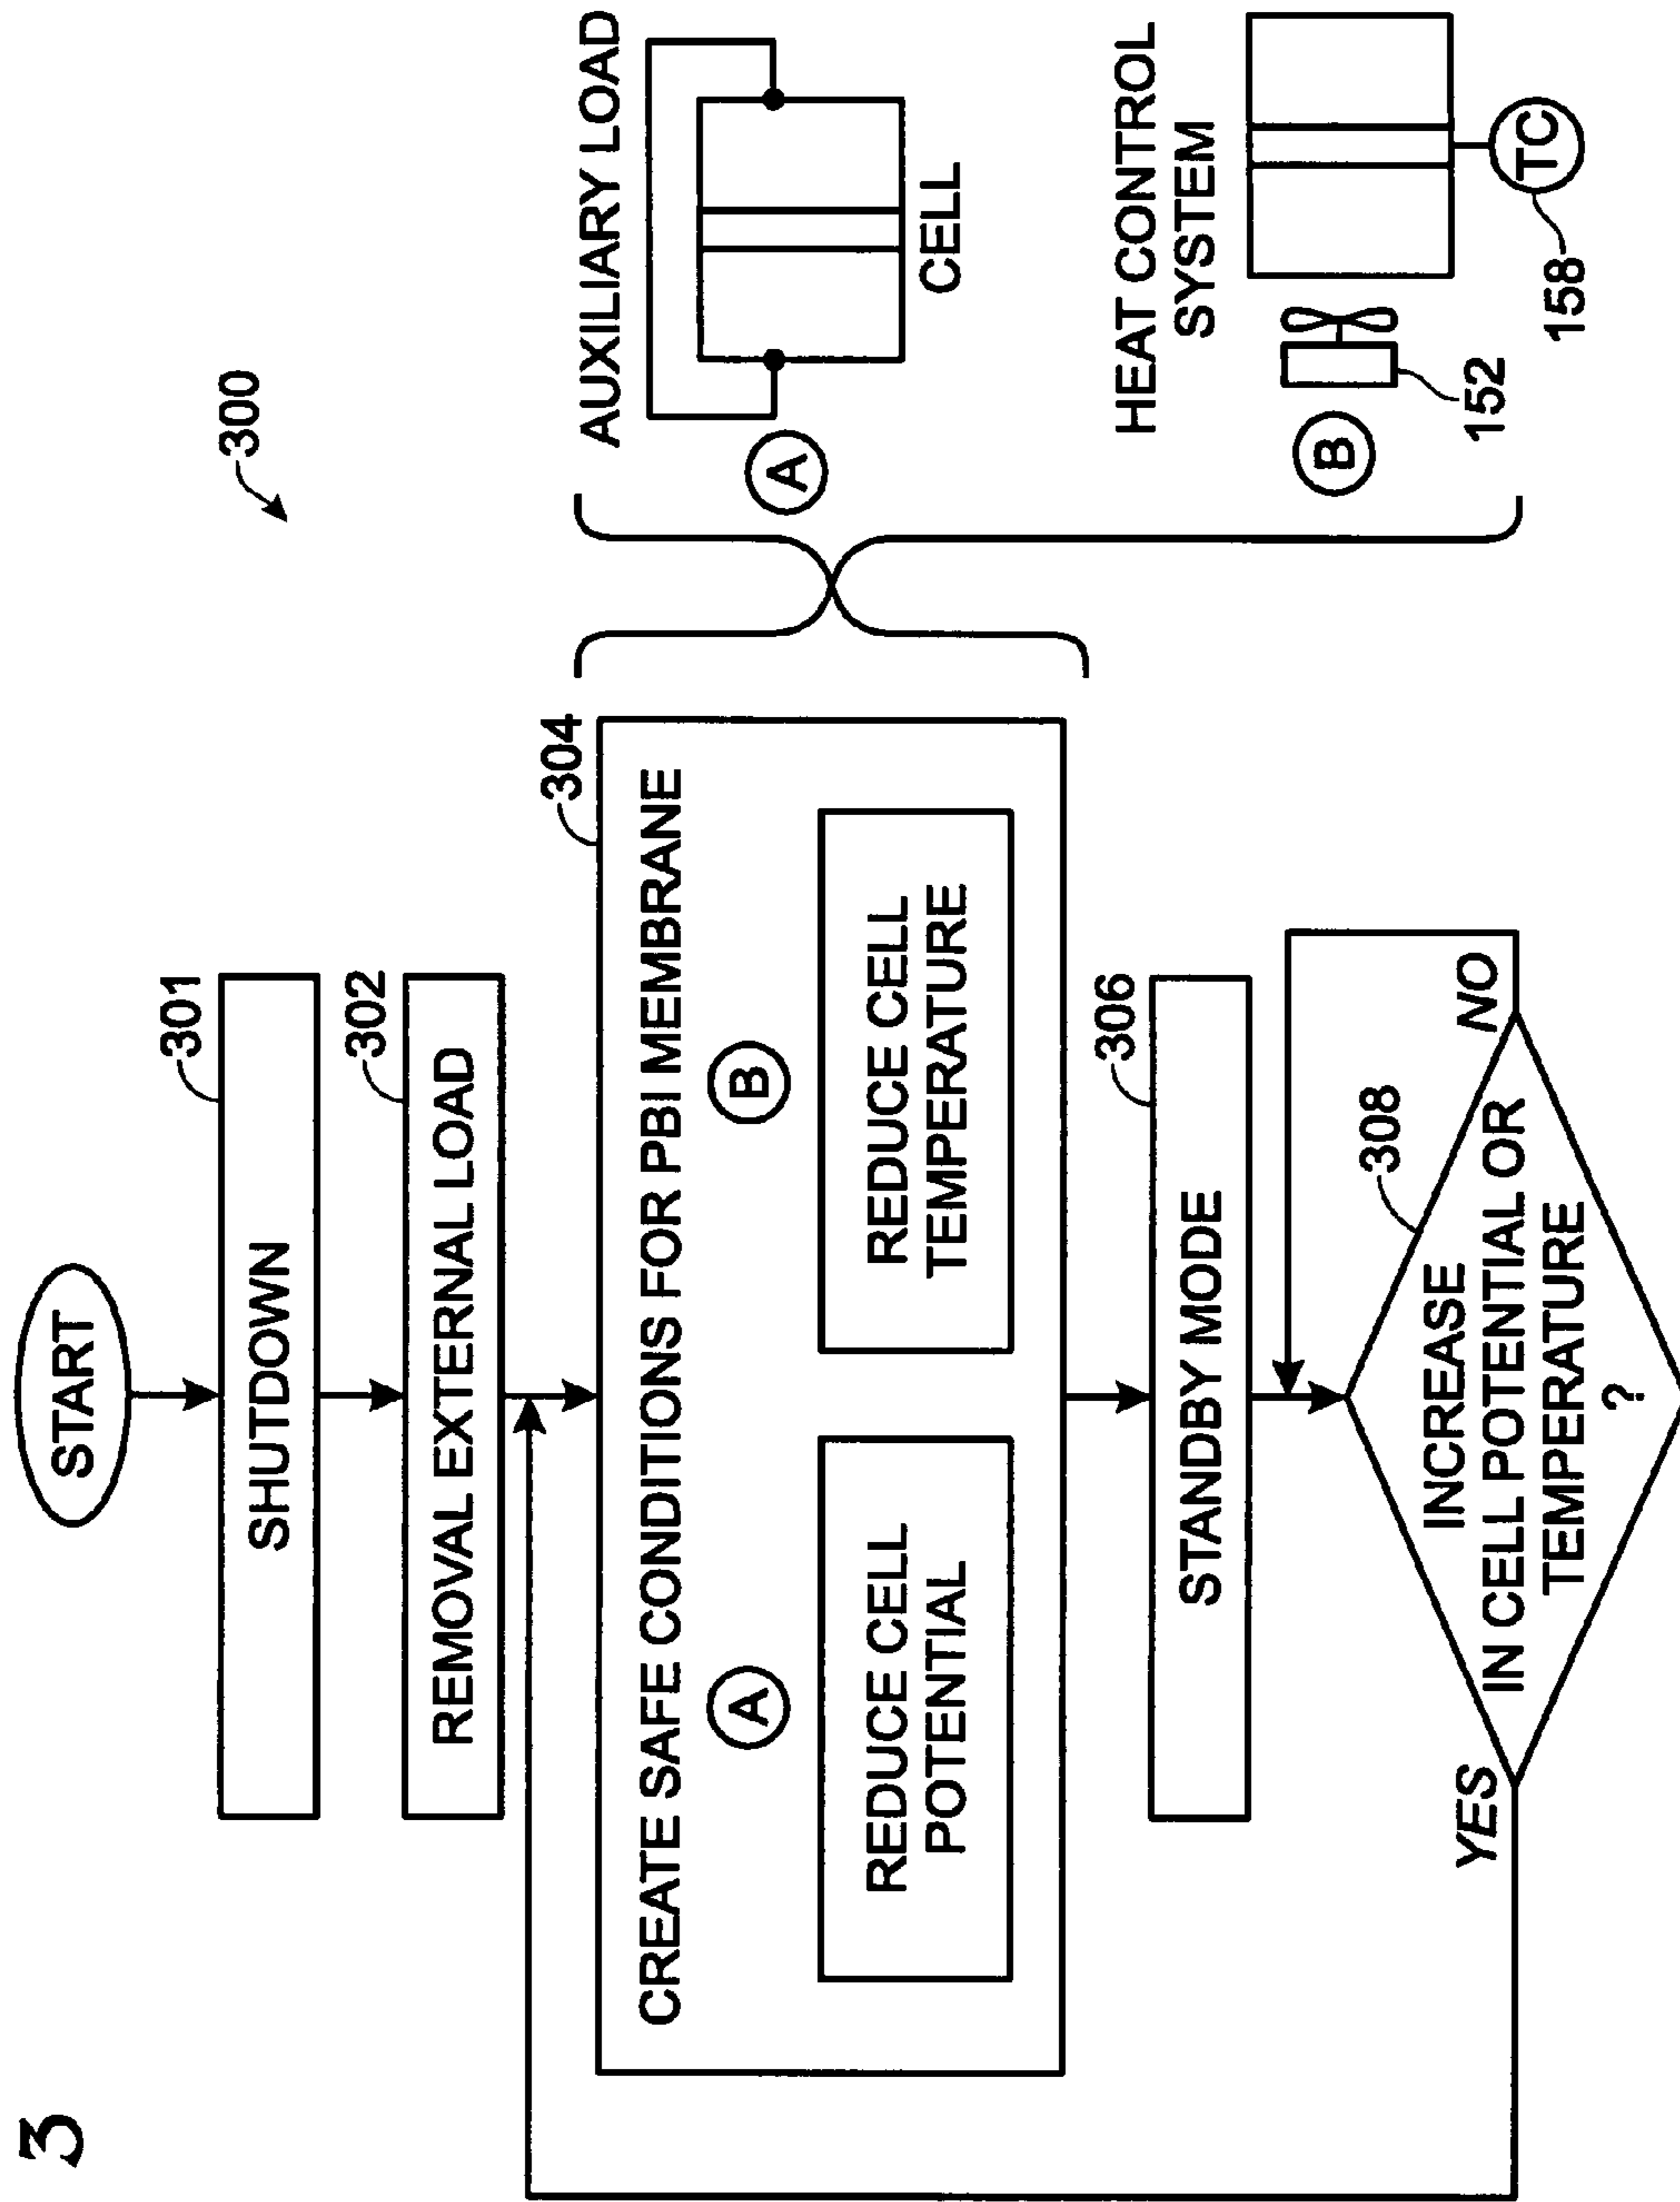 3
300
START
301
SHUTDOWN
302
REMOVAL EXTERNAL LOAD
304
CREATE SAFE CONDITIONS FOR PBI MEMBRANE
A
B
REDUCE CELL
POTENTIAL
REDUCE CELL
TEMPERATURE
306
STANDBY MODE
308
INCREASE
IN CELL POTENTIAL OR
TEMPERATURE
?
YES
NO
AUXILIARY LOAD
A
CELL
HEAT CONTROL
SYSTEM
B
152
TC
158